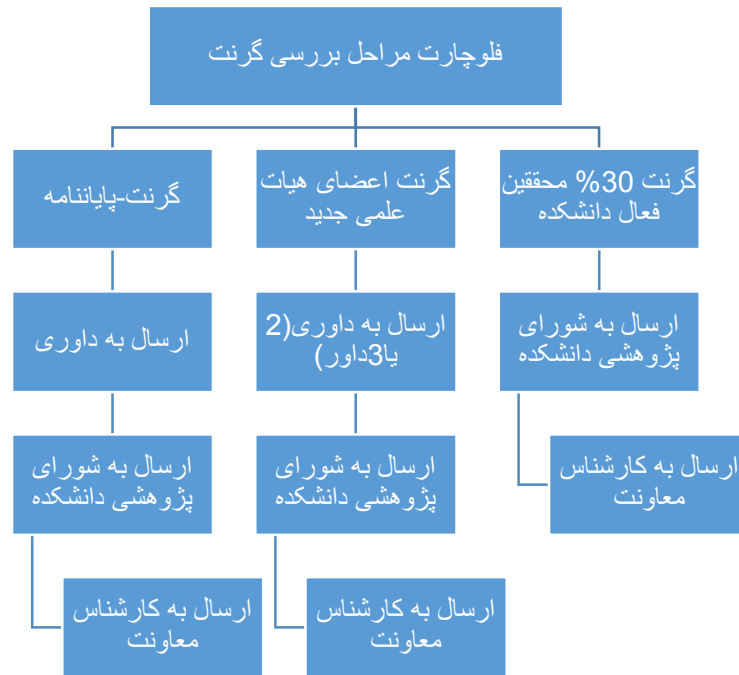 فلوچارت مراحل بررسی گرنت
گرنت 30% محققین
فعال دانشکده
ارسال به شورای
پژوهشی دانشکده
ارسال به کارشناس
معاونت
گرنت اعضای هیات
علمی جدید
ارسال به داوری(2
یا3داور)
ارسال به شورای
پژوهشی دانشکده
ارسال به کارشناس
معاونت
گرنت-پایاننامه
ارسال به داوری
ارسال به شورای
پژوهشی دانشکده
ارسال به کارشناس
معاونت